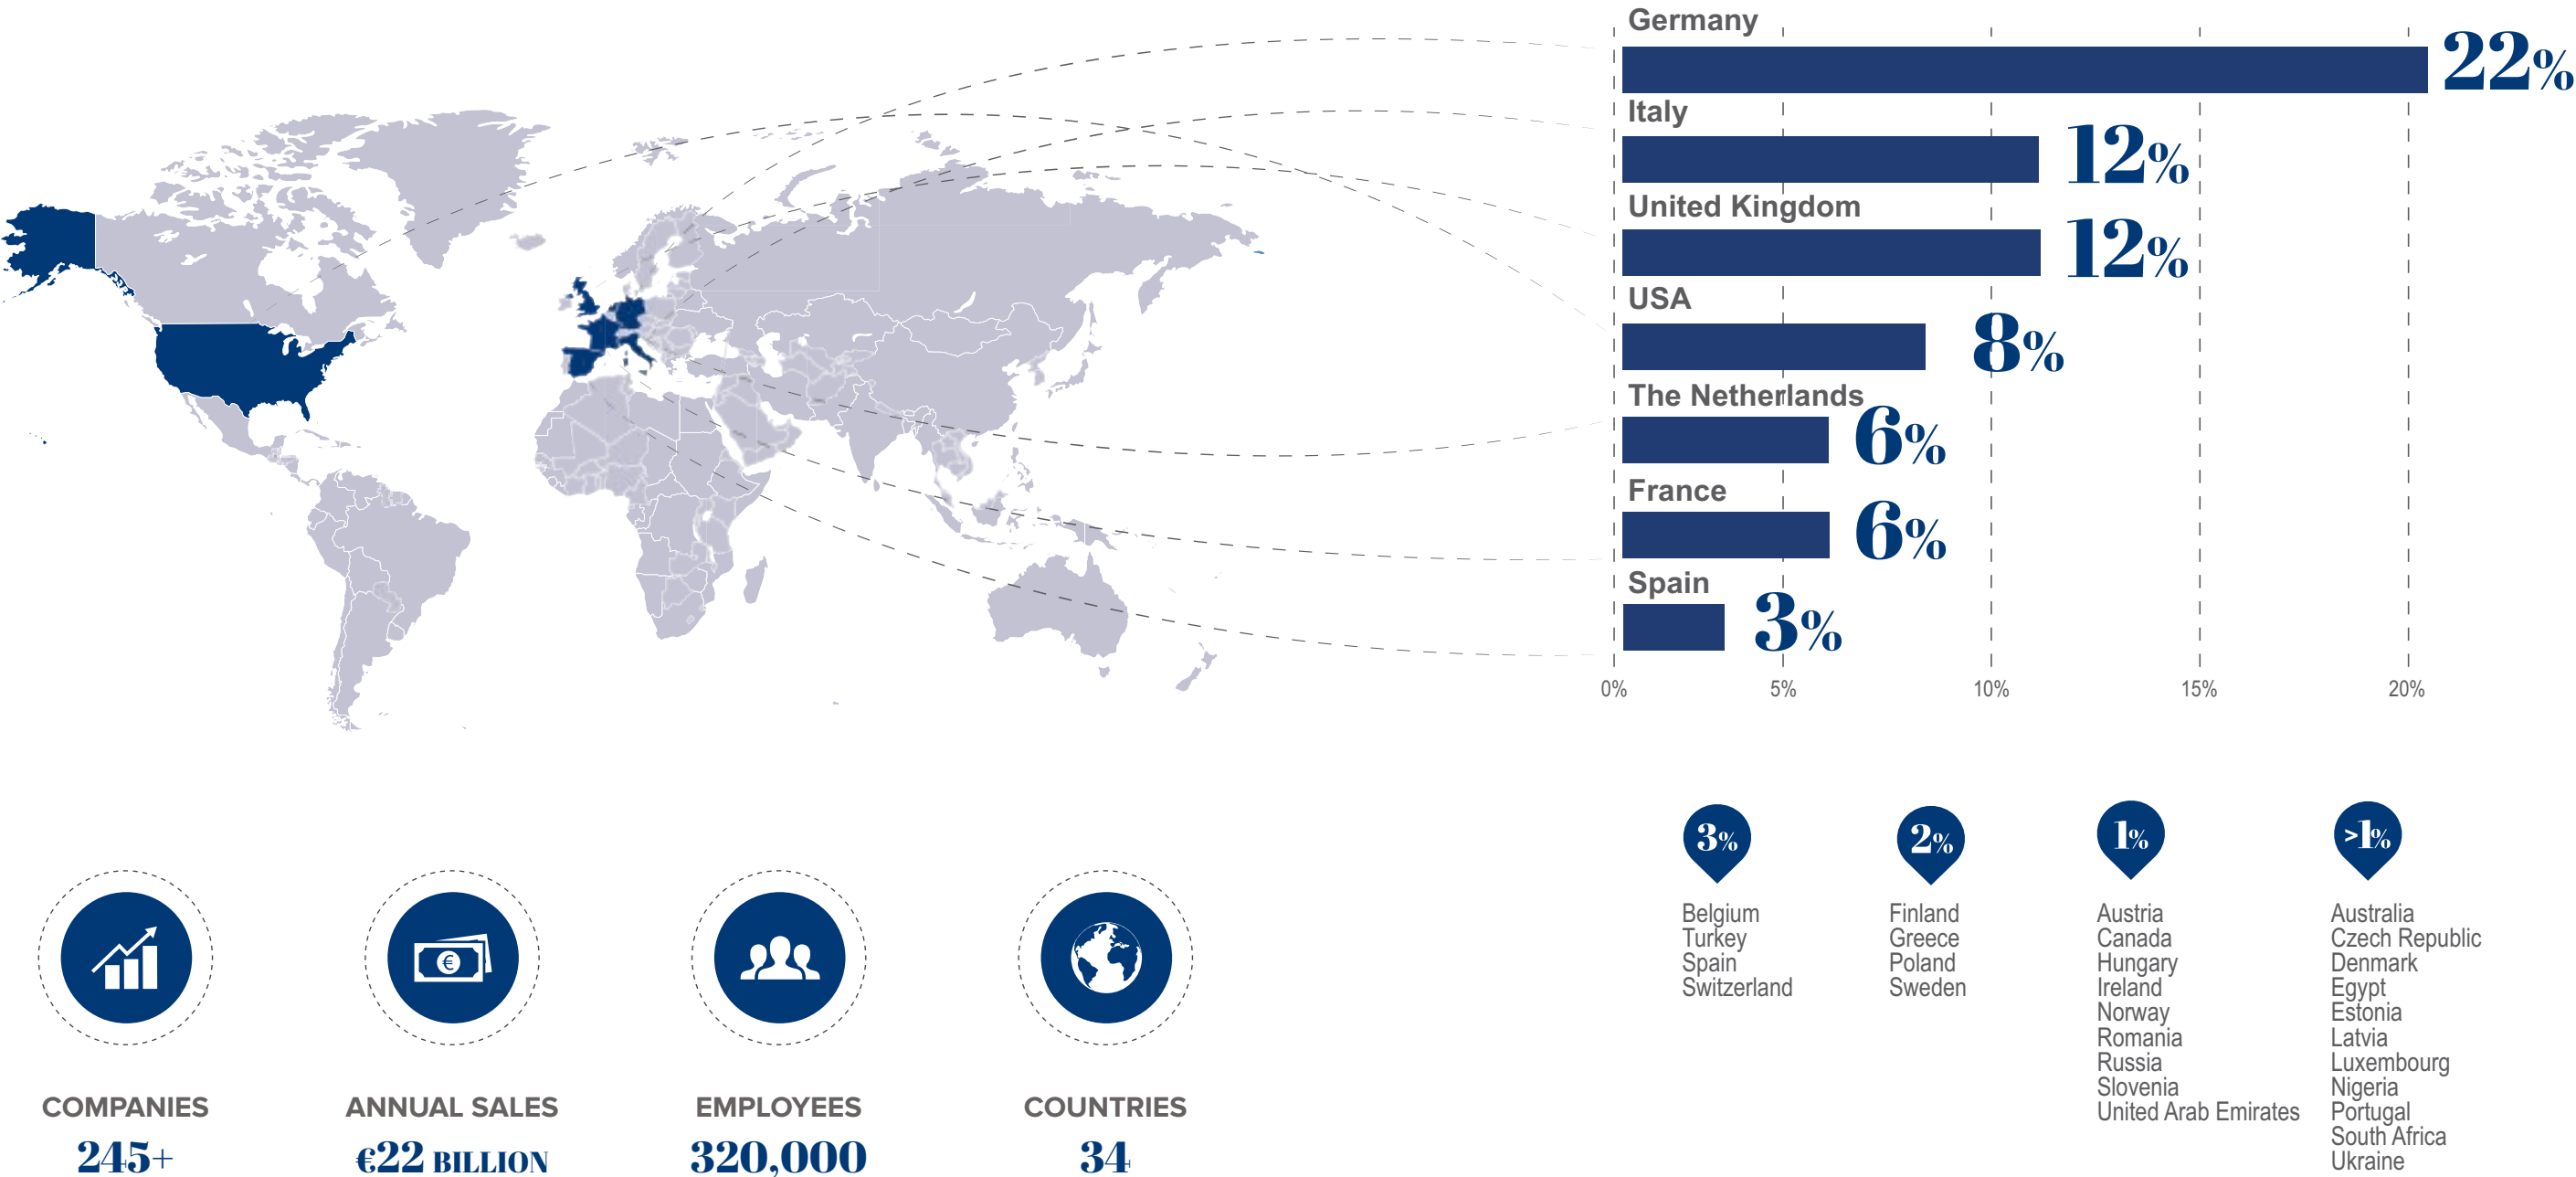 Germany
22%
Italy
12%
United Kingdom
12%
USA
8%
The Netherlands
6%
France
6%
Spain
3%
0% 5% 10% 15% 20%
3%
Belgium
Turkey
Spain
Switzerland
2%
Finland
Greece
Poland
Sweden
1%
Austria
Canada
Hungary
Ireland
Norway
Romania
Russia
Slovenia
United Arab Emirates
>1%
Australia
Czech Republic
Denmark
Egypt
Estonia
Latvia
Luxembourg
Nigeria
Portugal
South Africa
Ukraine
€
COMPANIES
245+
ANNUAL SALES
€22 BILLION
EMPLOYEES
320,000
COUNTRIES
34